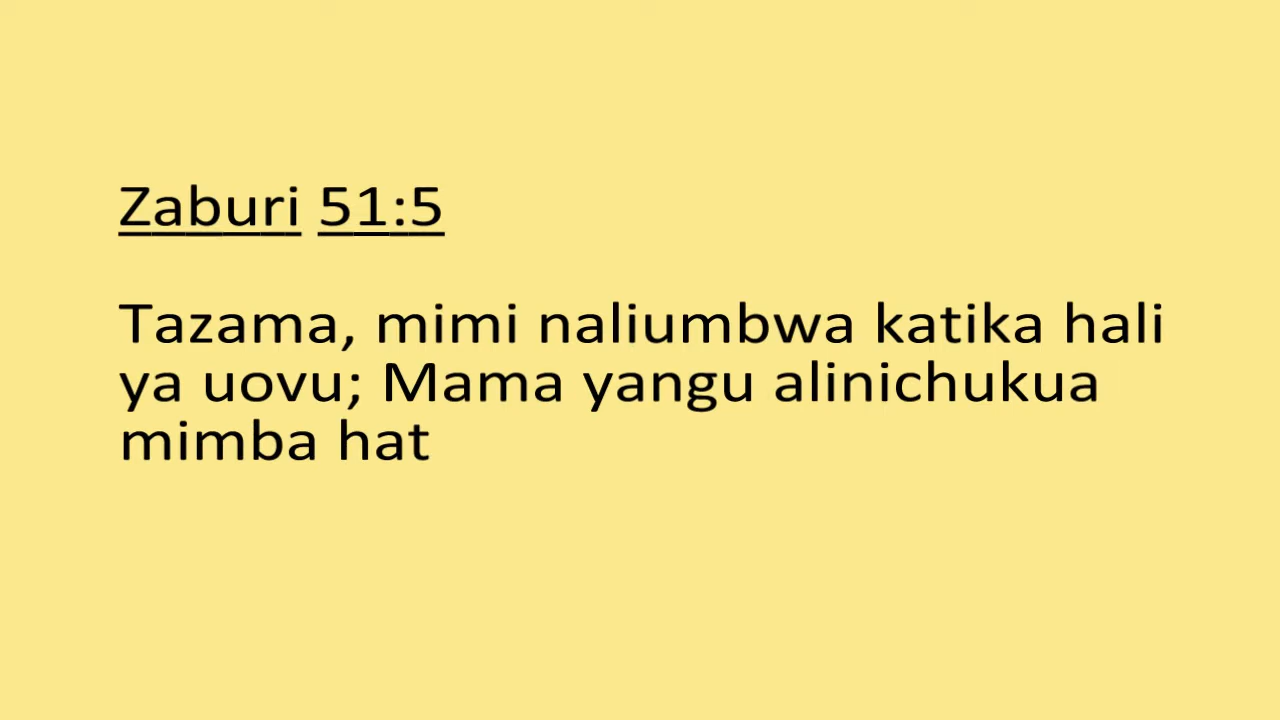 Zaburi 51:5
Tazama, mimi naliumbwa katika hali
ya uovu; Mama yangu alinichukua
mimba hat